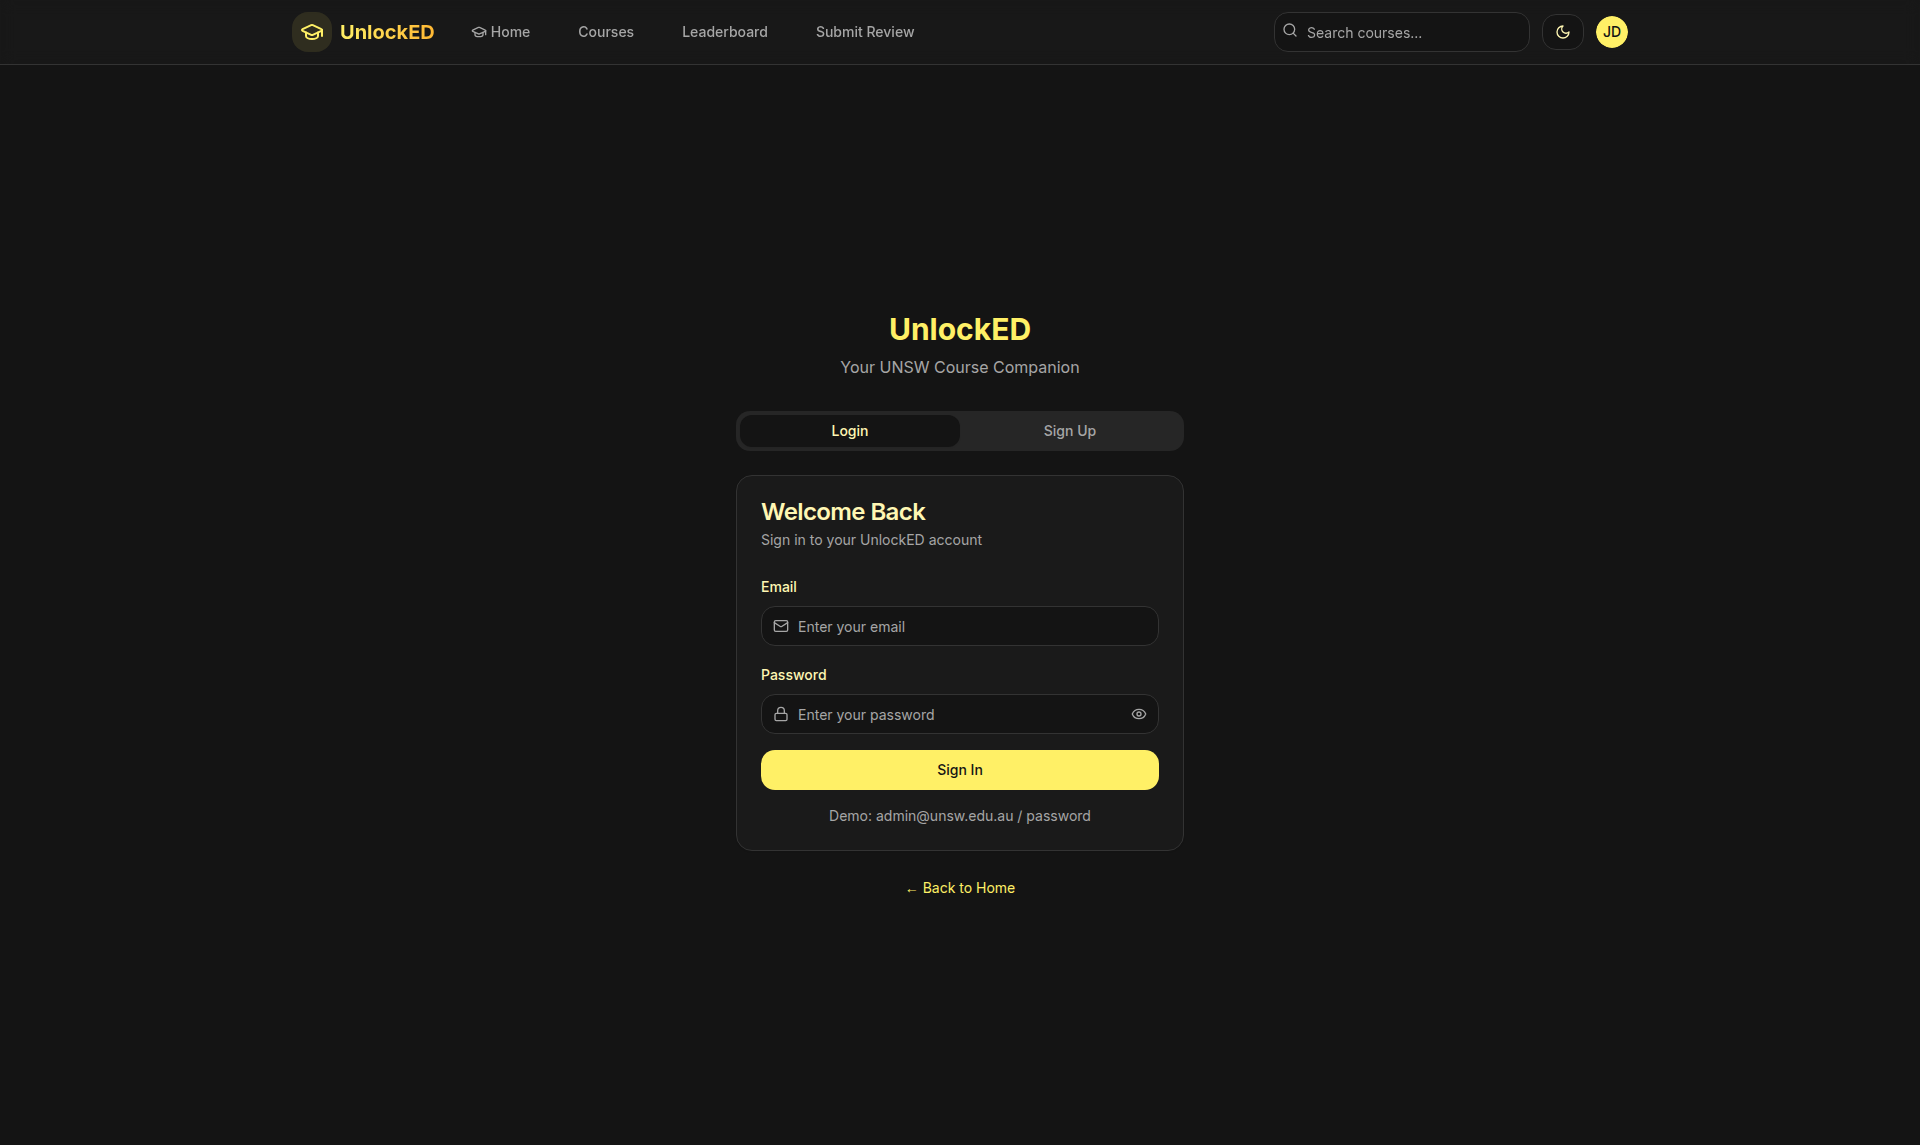 UnlockED
Home
Courses
Leaderboard
Submit Review
Search courses...
JD
UnlockED
Your UNSW Course Companion
Login
Sign Up
Welcome Back
Sign in to your UnlockED account
Email
Enter your email
Password
Enter your password
Sign In
Demo: admin@unsw.edu.au / password
← Back to Home